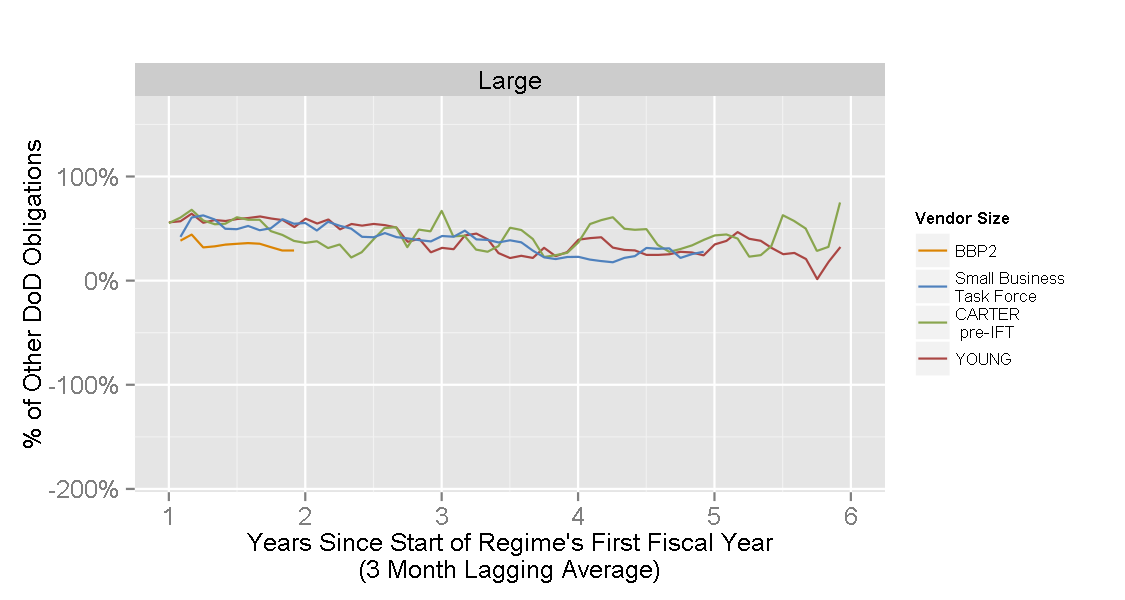 Large
% of Other DoD Obligations
100%
0%
-100%
-200%
1 2 3 4 5 6
Years Since Start of Regime's First Fiscal Year
(3 Month Lagging Average)
Vendor Size
BBP2
Small Business
Task Force
CARTER
pre-IFT
YOUNG